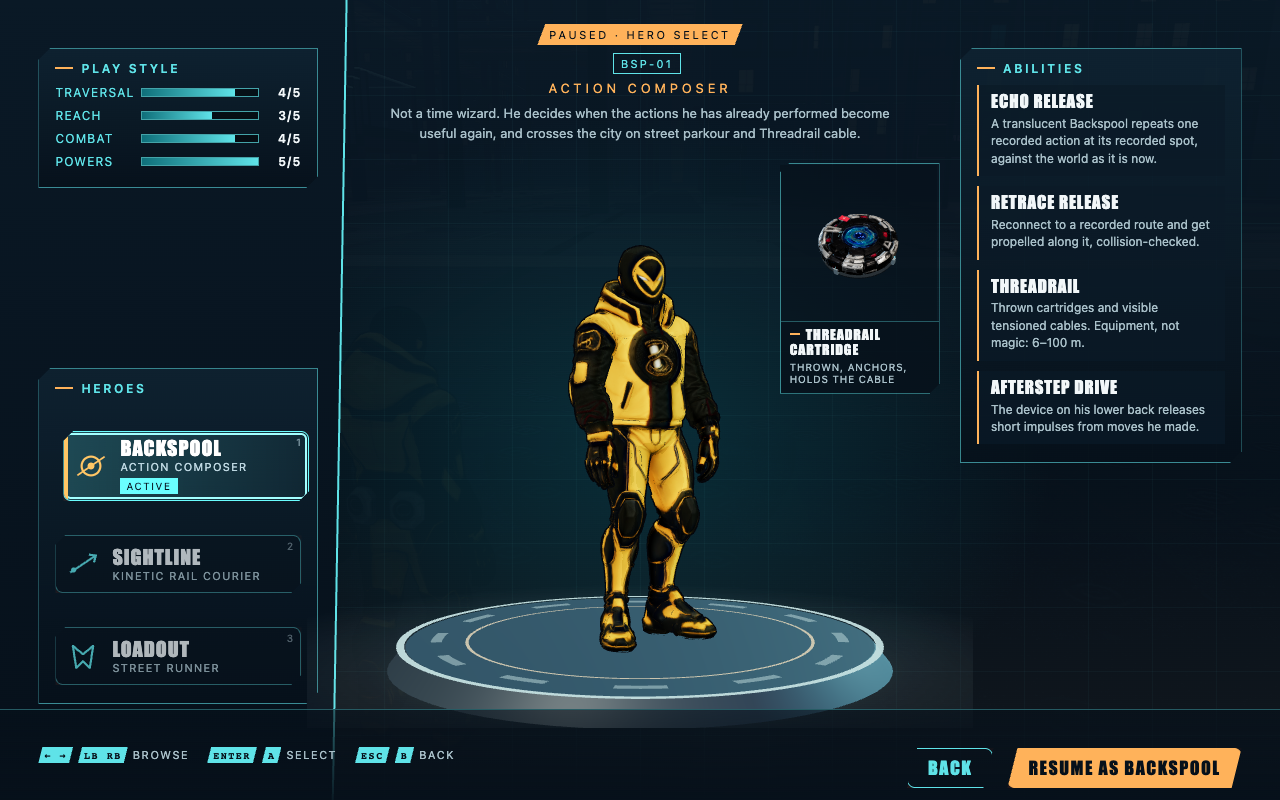 PAUSED · HERO SELECT
BSP-01
ACTION COMPOSER
Not a time wizard. He decides when the actions he has already performed become
useful again, and crosses the city on street parkour and Threadrail cable.
PLAY STYLE
TRAVERSAL 4/5
REACH 3/5
COMBAT 4/5
POWERS 5/5
HEROES
1
BACKSPOOL
ACTION COMPOSER
ACTIVE
2
SIGHTLINE
KINETIC RAIL COURIER
3
LOADOUT
STREET RUNNER
THREADRAIL
CARTRIDGE
THROWN, ANCHORS,
HOLDS THE CABLE
ABILITIES
ECHO RELEASE
A translucent Backspool repeats one
recorded action at its recorded spot,
against the world as it is now.
RETRACE RELEASE
Reconnect to a recorded route and get
propelled along it, collision-checked.
THREADRAIL
Thrown cartridges and visible
tensioned cables. Equipment, not
magic: 6–100 m.
AFTERSTEP DRIVE
The device on his lower back releases
short impulses from moves he made.
← → LB RB BROWSE ENTER A SELECT ESC B BACK
BACK
RESUME AS BACKSPOOL